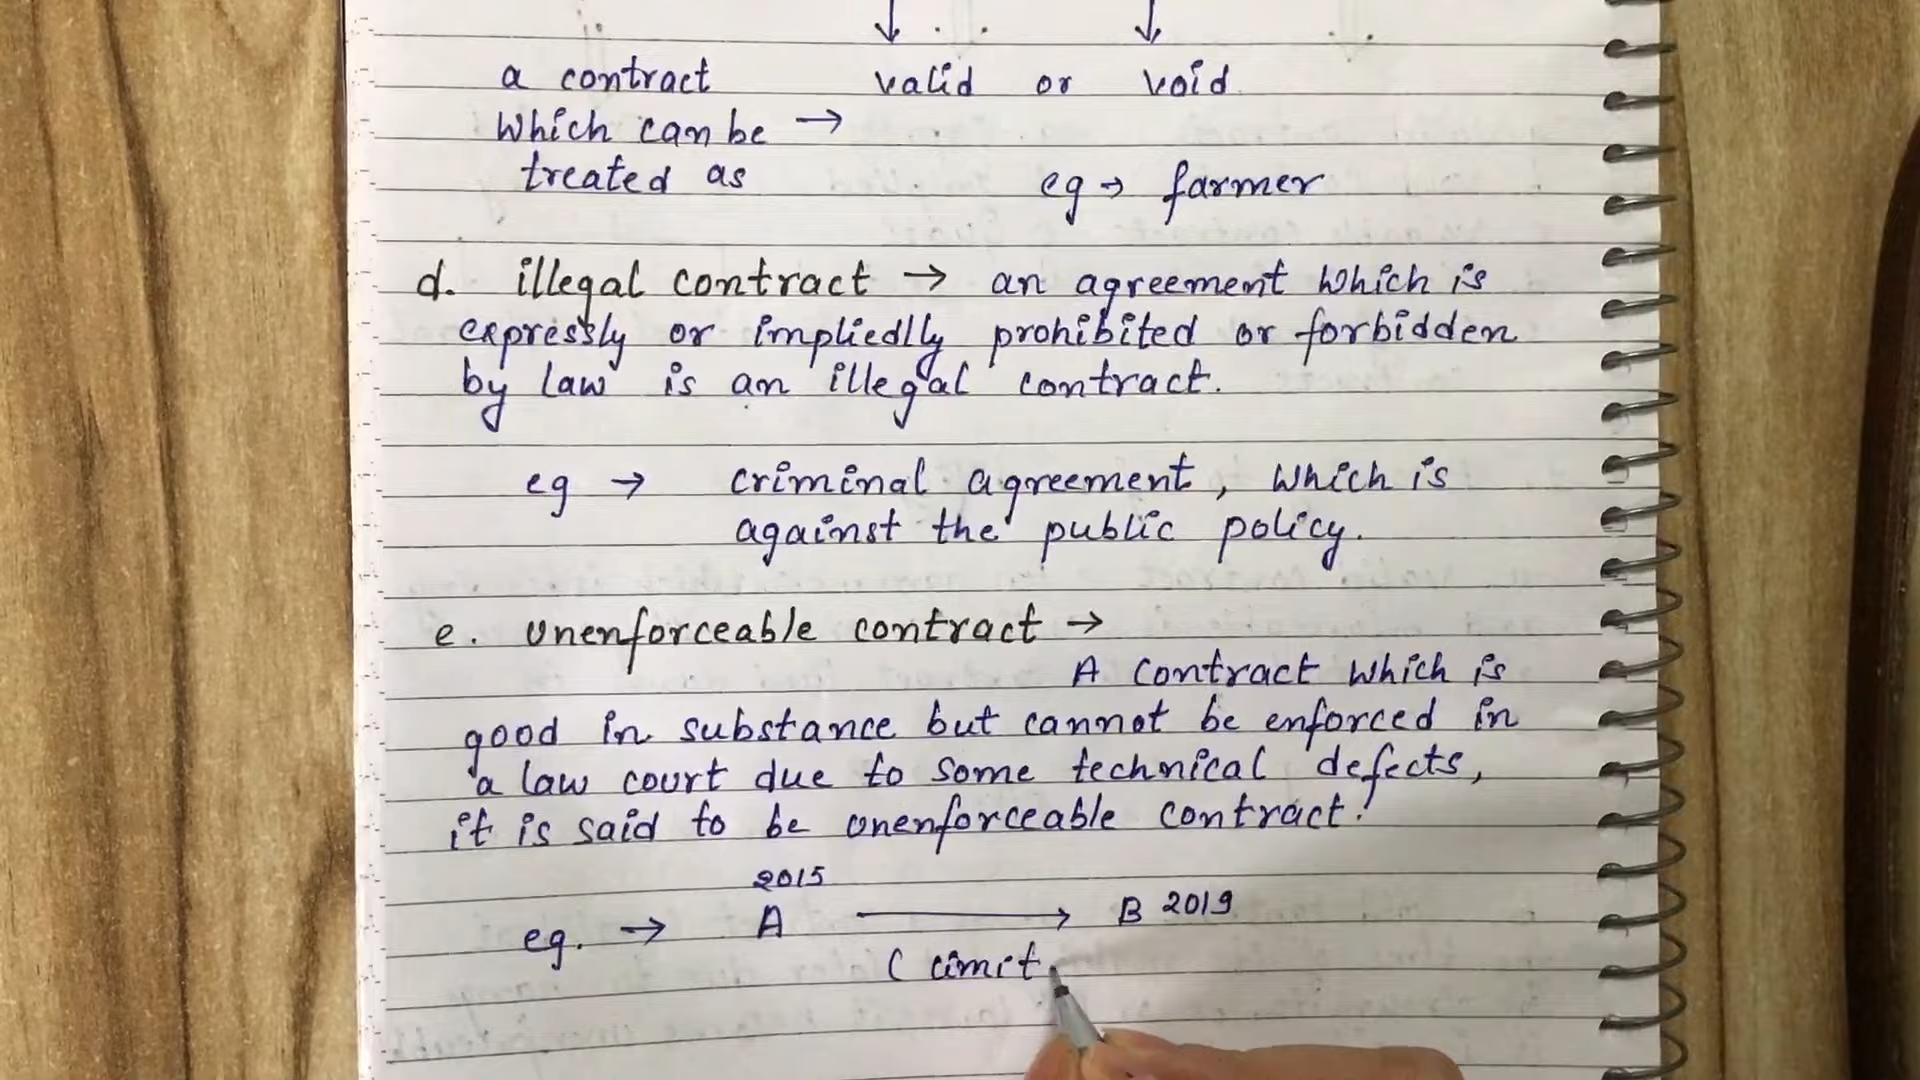 ↓ ↓
a contract valid or void
which can be →
treated as
eg → farmer
d. illegal contract → an agreement which is
expressly or impliedly prohibited or forbidden
by law is an illegal contract.
eg → criminal agreement, which is
against the public policy.
e. unenforceable contract →
A contract which is
good in substance but cannot be enforced in
a law court due to some technical defects,
it is said to be unenforceable contract.
2015
eg. → A → B 2019
( limit